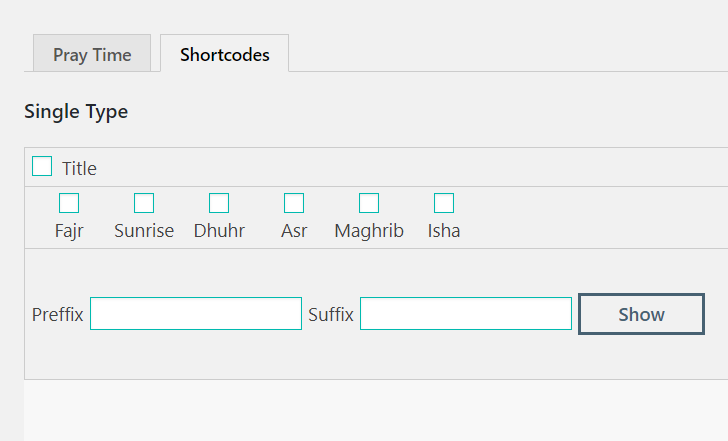 Pray Time Shortcodes
Single Type
Title
Fajr Sunrise Dhuhr Asr Maghrib Isha
Preffix Suffix Show